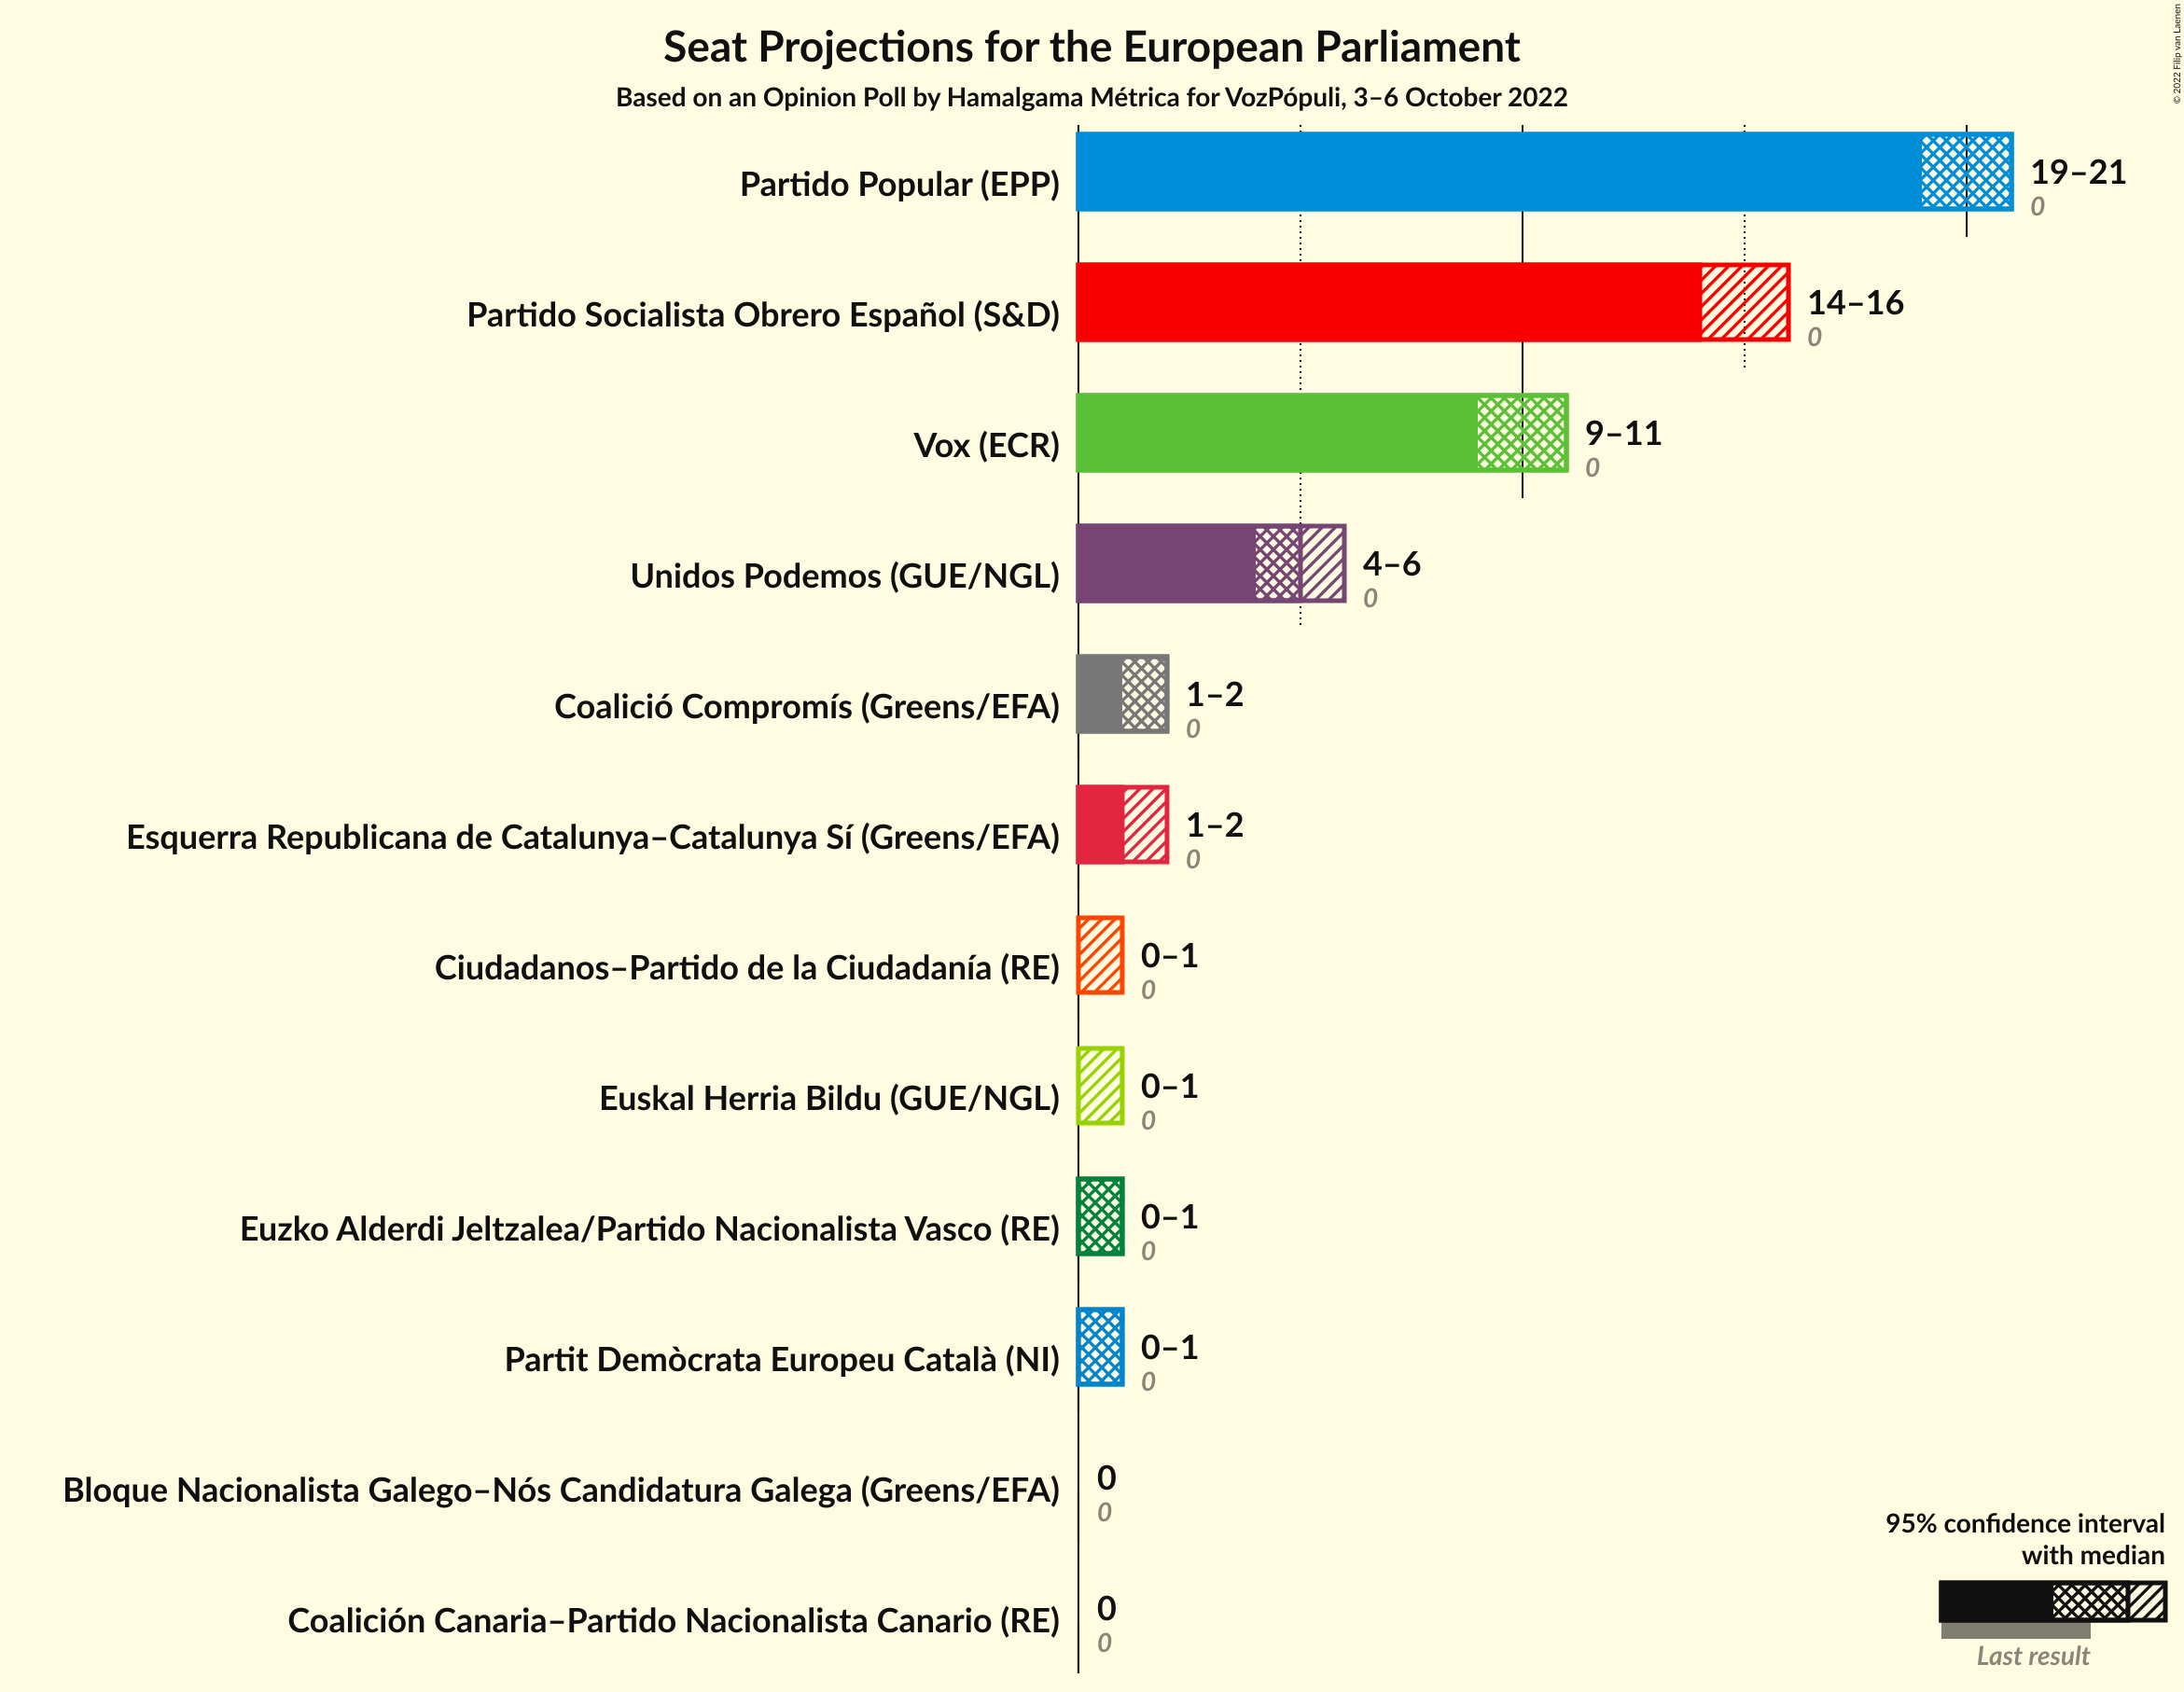 Seat Projections for the European Parliament
Based on an Opinion Poll by Hamalgama Métrica for VozPópuli, 3–6 October 2022
© 2022 Filip van Laenen
Partido Popular (EPP)
19–21
0
Partido Socialista Obrero Español (S&D)
14–16
0
Vox (ECR)
9–11
0
Unidos Podemos (GUE/NGL)
4–6
0
Coalició Compromís (Greens/EFA)
1–2
0
Esquerra Republicana de Catalunya–Catalunya Sí (Greens/EFA)
1–2
0
Ciudadanos–Partido de la Ciudadanía (RE)
0–1
0
Euskal Herria Bildu (GUE/NGL)
0–1
0
Euzko Alderdi Jeltzalea/Partido Nacionalista Vasco (RE)
0–1
0
Partit Demòcrata Europeu Català (NI)
0–1
0
Bloque Nacionalista Galego–Nós Candidatura Galega (Greens/EFA)
0
0
Coalición Canaria–Partido Nacionalista Canario (RE)
0
0
95% confidence interval
with median
Last result